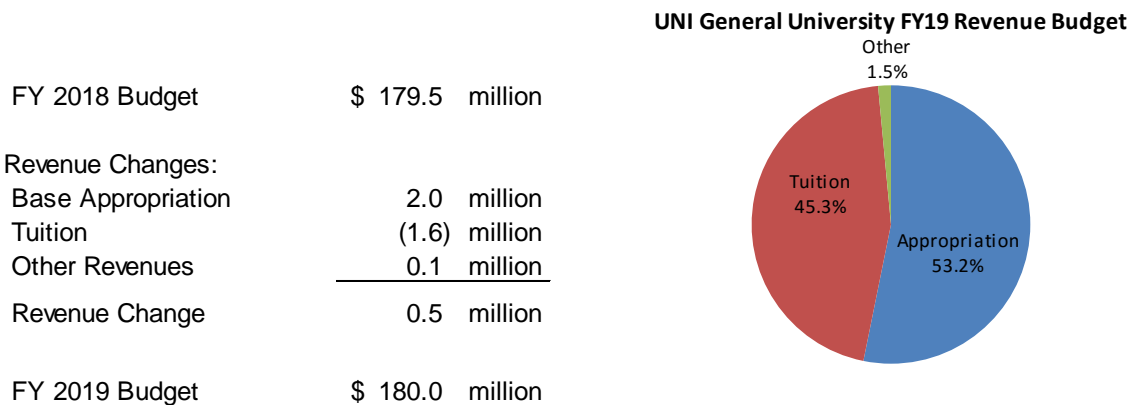 UNI General University FY19 Revenue Budget
FY 2018 Budget $ 179.5 million
Revenue Changes:
Base Appropriation 2.0 million
Tuition (1.6) million
Other Revenues 0.1 million
Revenue Change 0.5 million
FY 2019 Budget $ 180.0 million
Other
1.5%
Tuition
45.3%
Appropriation
53.2%